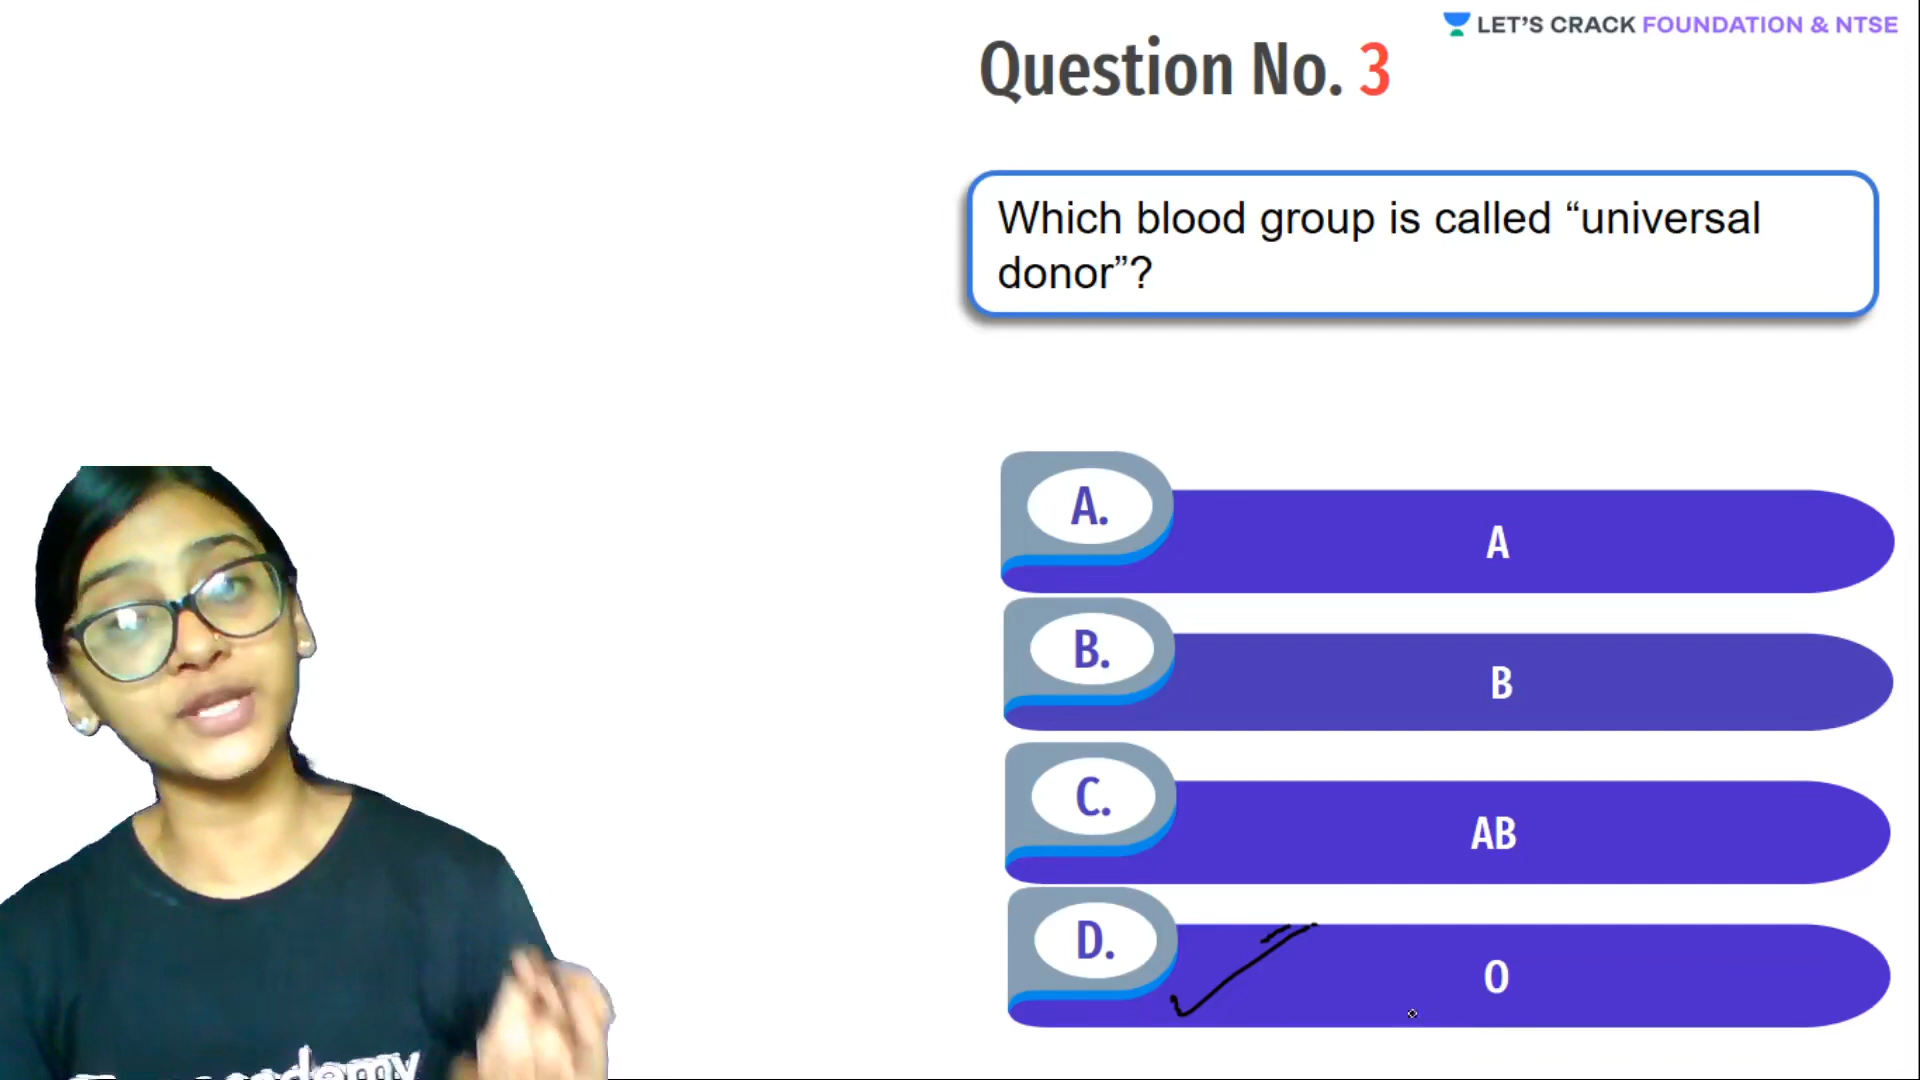 LET'S CRACK FOUNDATION & NTSE
Question No. 3
Which blood group is called “universal
donor”?
A.
A
B.
B
C.
AB
D.
O